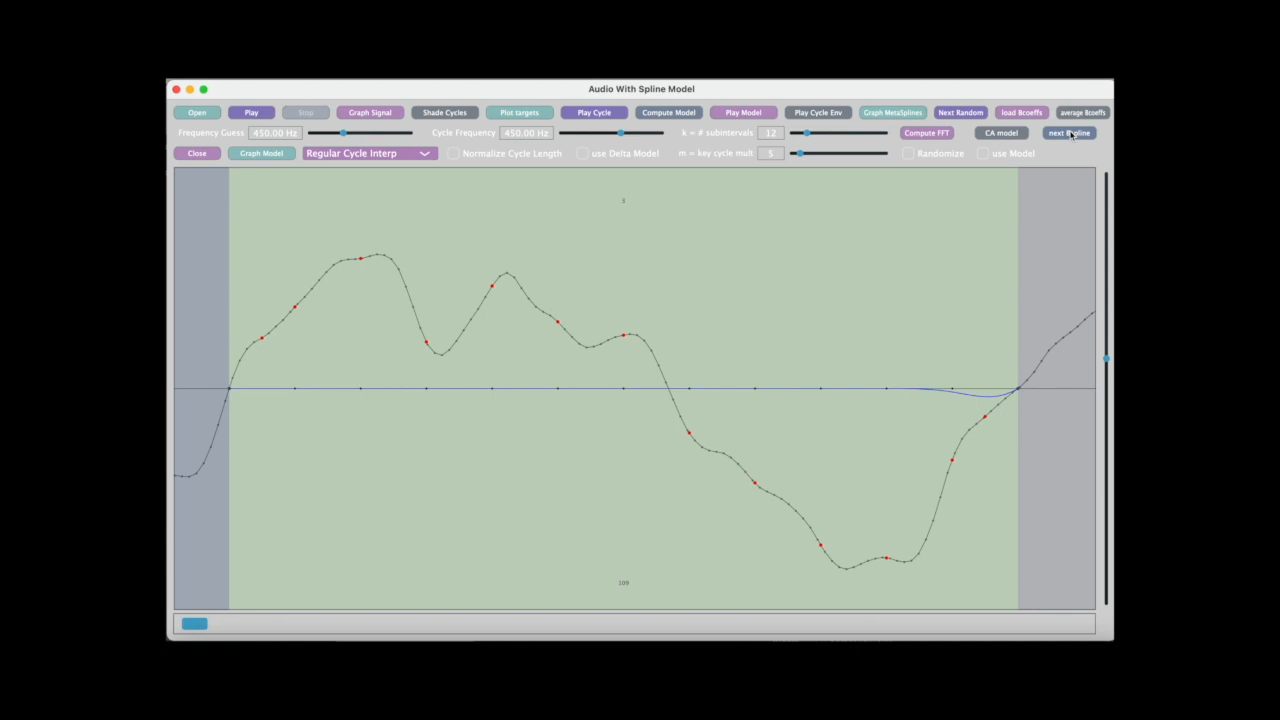 Audio With Spline Model
Open Play Stop Graph Signal Shade Cycles Plot targets Play Cycle Compute Model Play Model Play Cycle Env Graph MetaSplines Next Random load Bcoeffs average Bcoeffs
Frequency Guess 450.00 Hz Cycle Frequency 450.00 Hz k = # subintervals 12 Compute FFT CA model next
Close Graph Model Regular Cycle Interp Normalize Cycle Length use Delta Model m = key cycle mult 5 Randomize use Model
109